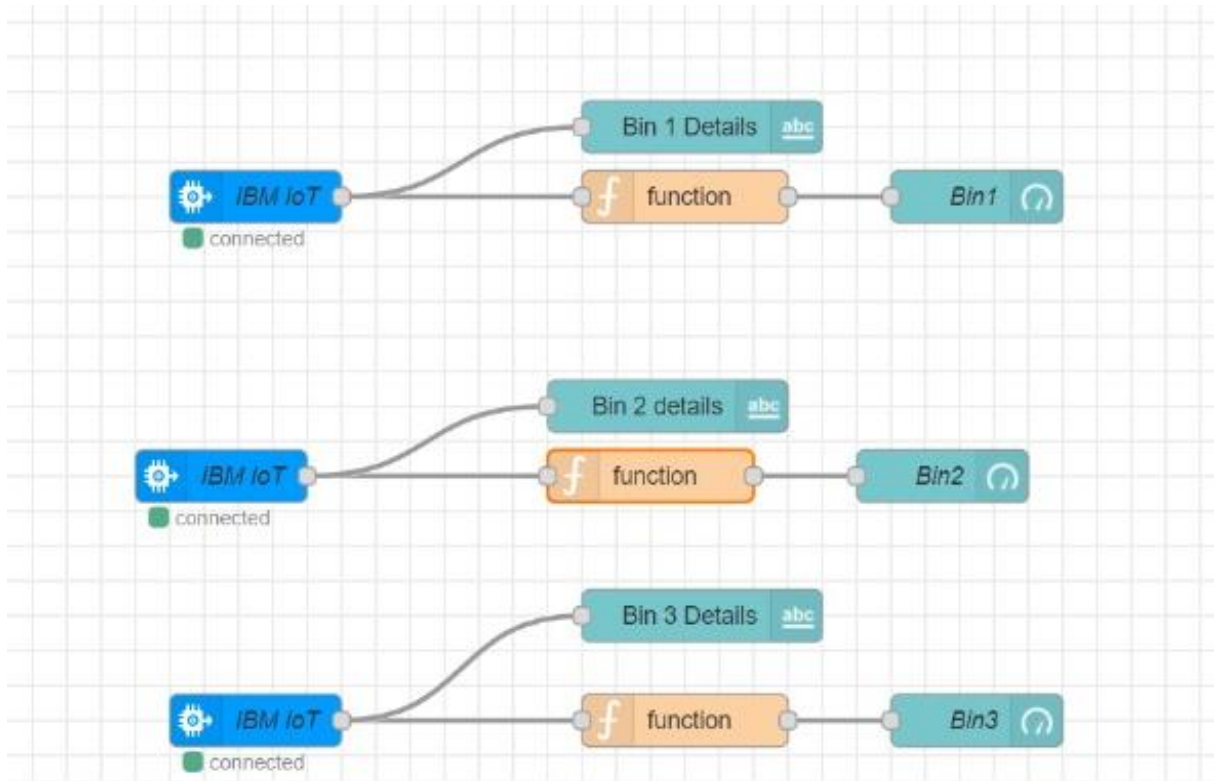 Bin 1 Details abc
IBM IoT function Bin1
connected
Bin 2 details abc
IBM IoT function Bin2
connected
Bin 3 Details abc
IBM IoT function Bin3
connected